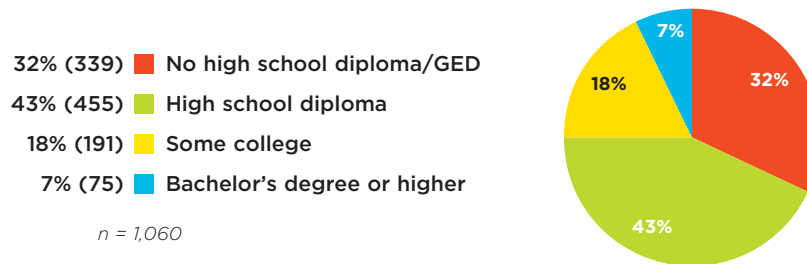 32% (339) No high school diploma/GED
43% (455) High school diploma
18% (191) Some college
7% (75) Bachelor’s degree or higher
n = 1,060
7%
32%
18%
43%